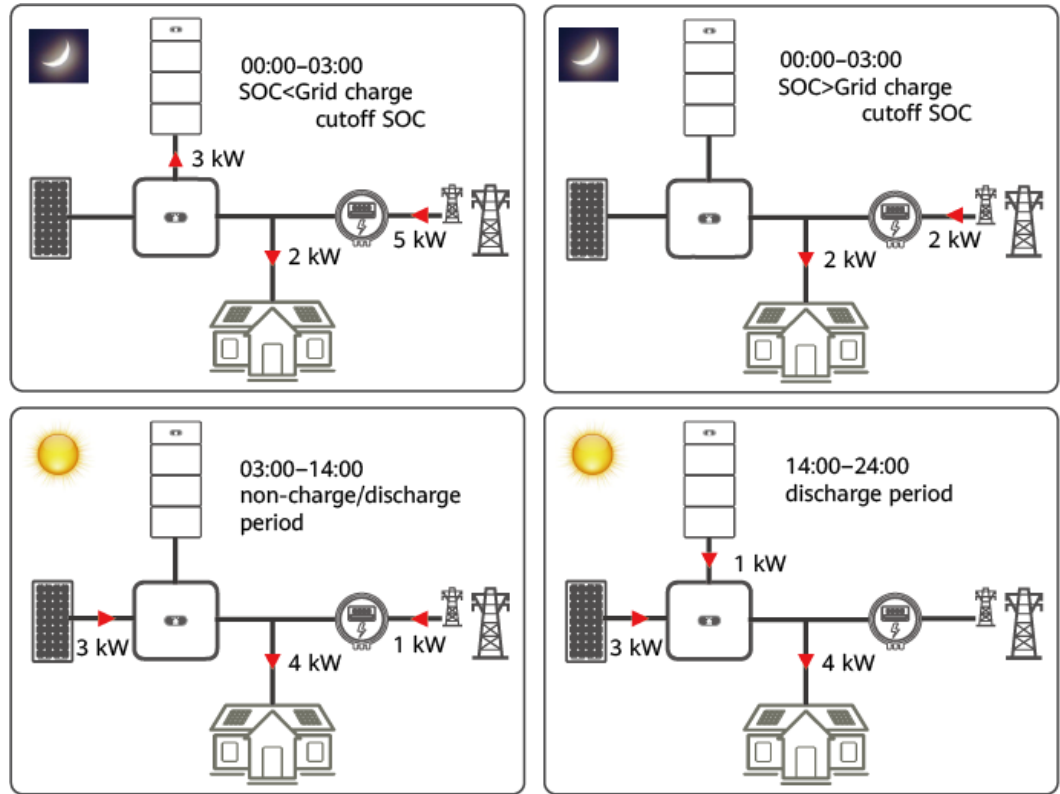 00:00–03:00
SOC<Grid charge
cutoff SOC
3 kW
5 kW
2 kW
00:00–03:00
SOC>Grid charge
cutoff SOC
2 kW
2 kW
03:00–14:00
non-charge/discharge
period
3 kW
1 kW
4 kW
14:00–24:00
discharge period
1 kW
3 kW
4 kW